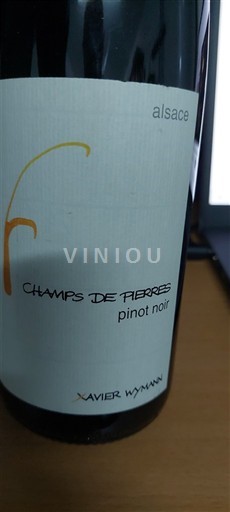 alsace
VINIOU
CHAMPS DE PIERRES
pinot noir
XAVIER WYMANN